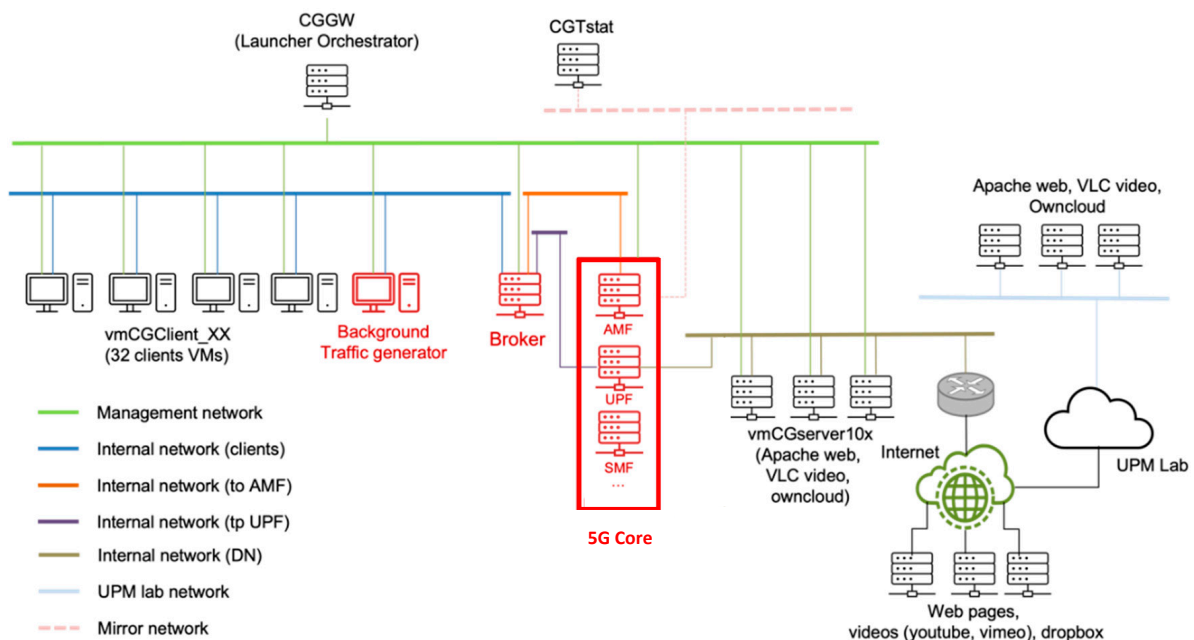 CGGW
(Launcher Orchestrator)
CGTstat
Apache web, VLC video,
Owncloud
vmCGClient_XX
(32 clients VMs)
Background
Traffic generator
Broker
AMF
UPF
SMF
...
5G Core
vmCGserver10x
(Apache web,
VLC video,
owncloud)
Internet
UPM Lab
Web pages,
videos (youtube, vimeo), dropbox
Management network
Internal network (clients)
Internal network (to AMF)
Internal network (tp UPF)
Internal network (DN)
UPM lab network
Mirror network